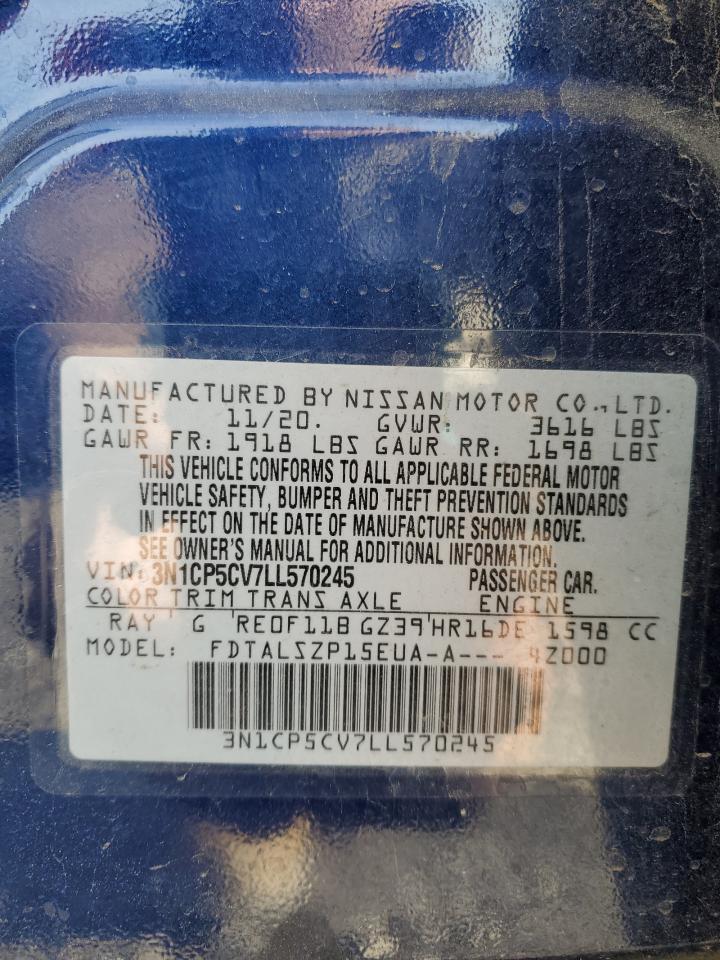 MANUFACTURED BY NISSAN MOTOR CO., LTD.
DATE: 11/20. GVWR: 3616 LBS
GAWR FR: 1918 LBS GAWR RR: 1698 LBS
THIS VEHICLE CONFORMS TO ALL APPLICABLE FEDERAL MOTOR
VEHICLE SAFETY, BUMPER AND THEFT PREVENTION STANDARDS
IN EFFECT ON THE DATE OF MANUFACTURE SHOWN ABOVE.
SEE OWNER'S MANUAL FOR ADDITIONAL INFORMATION.
VIN: 3N1CP5CV7LL570245 PASSENGER CAR.
COLOR TRIM TRANS AXLE ENGINE
RAY G RE0F11B GZ39 HR16DE 1598 CC
MODEL: FDTALSZP15EUA-A--- 4Z000
3N1CP5CV7LL570245